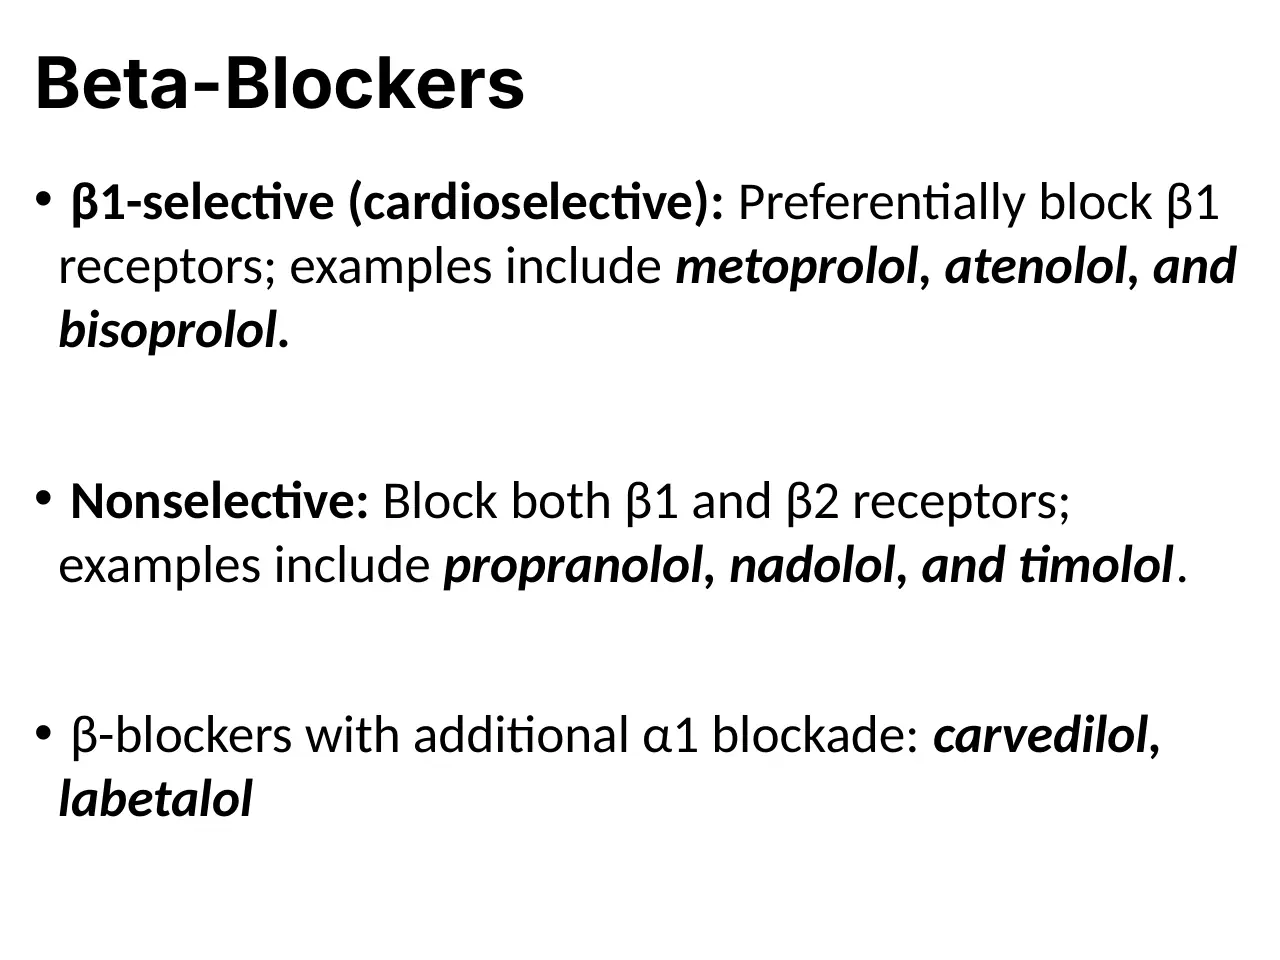 Beta-Blockers
• β1-selective (cardioselective): Preferentially block β1
receptors; examples include metoprolol, atenolol, and
bisoprolol.
• Nonselective: Block both β1 and β2 receptors;
examples include propranolol, nadolol, and timolol.
• β-blockers with additional α1 blockade: carvedilol,
labetalol